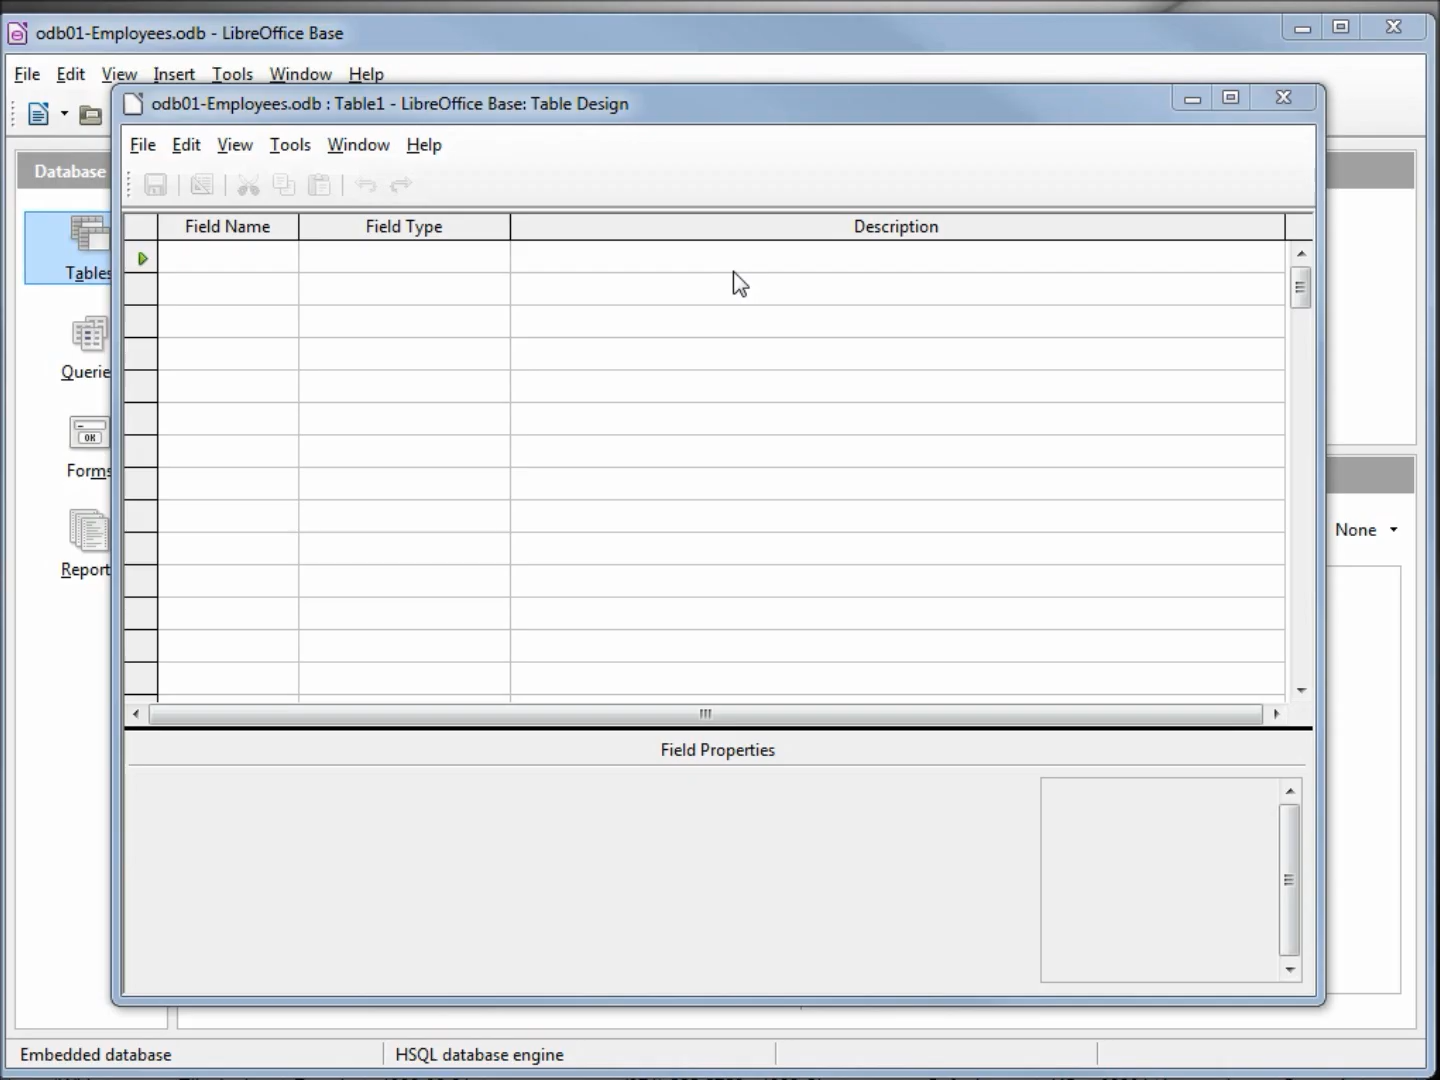 odb01-Employees.odb - LibreOffice Base
File Edit View Insert Tools Window Help
odb01-Employees.odb : Table1 - LibreOffice Base: Table Design
File Edit View Tools Window Help
Database
Tables
Queries
Forms
Report
Field Name Field Type Description
Field Properties
None
Embedded database HSQL database engine